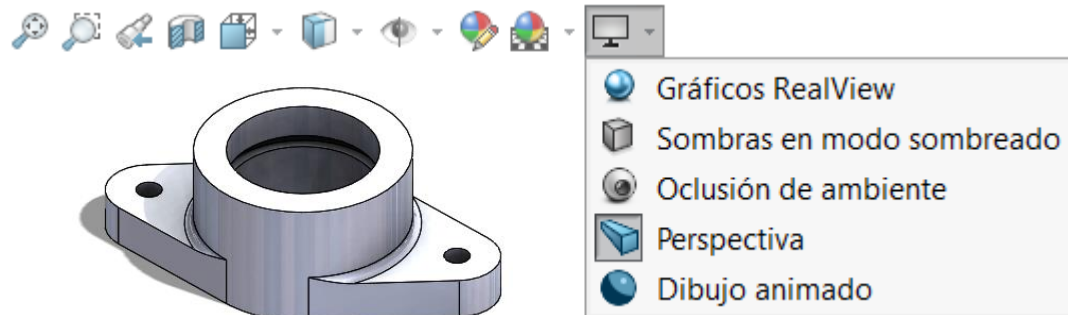 Gráficos RealView
Sombras en modo sombreado
Oclusión de ambiente
Perspectiva
Dibujo animado